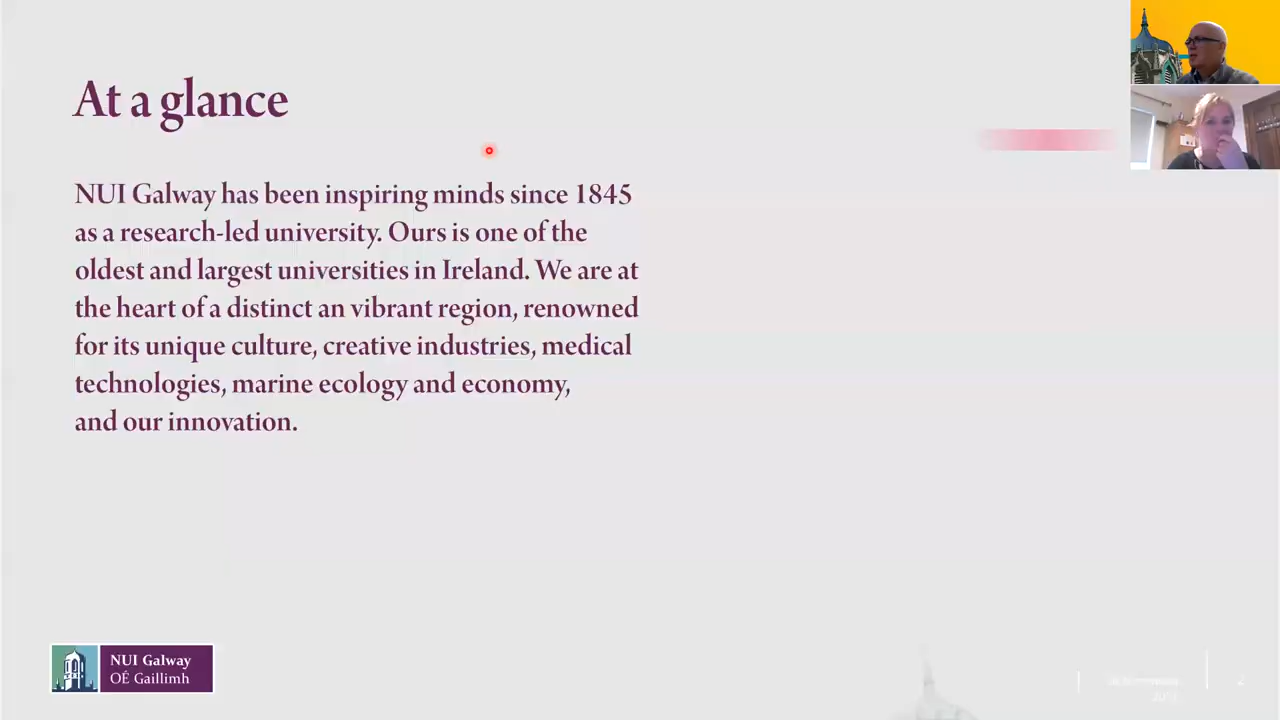 At a glance
NUI Galway has been inspiring minds since 1845
as a research-led university. Ours is one of the
oldest and largest universities in Ireland. We are at
the heart of a distinct an vibrant region, renowned
for its unique culture, creative industries, medical
technologies, marine ecology and economy,
and our innovation.
NUI Galway
OÉ Gaillimh
2